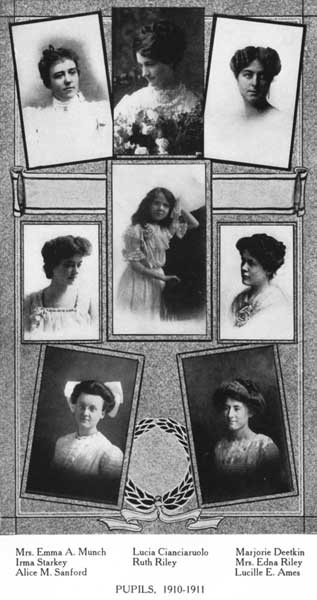 Mrs. Emma A. Munch Lucia Cianciaruolo Marjorie Deetkin
Irma Starkey Ruth Riley Mrs. Edna Riley
Alice M. Sanford Lucille E. Ames
PUPILS, 1910-1911